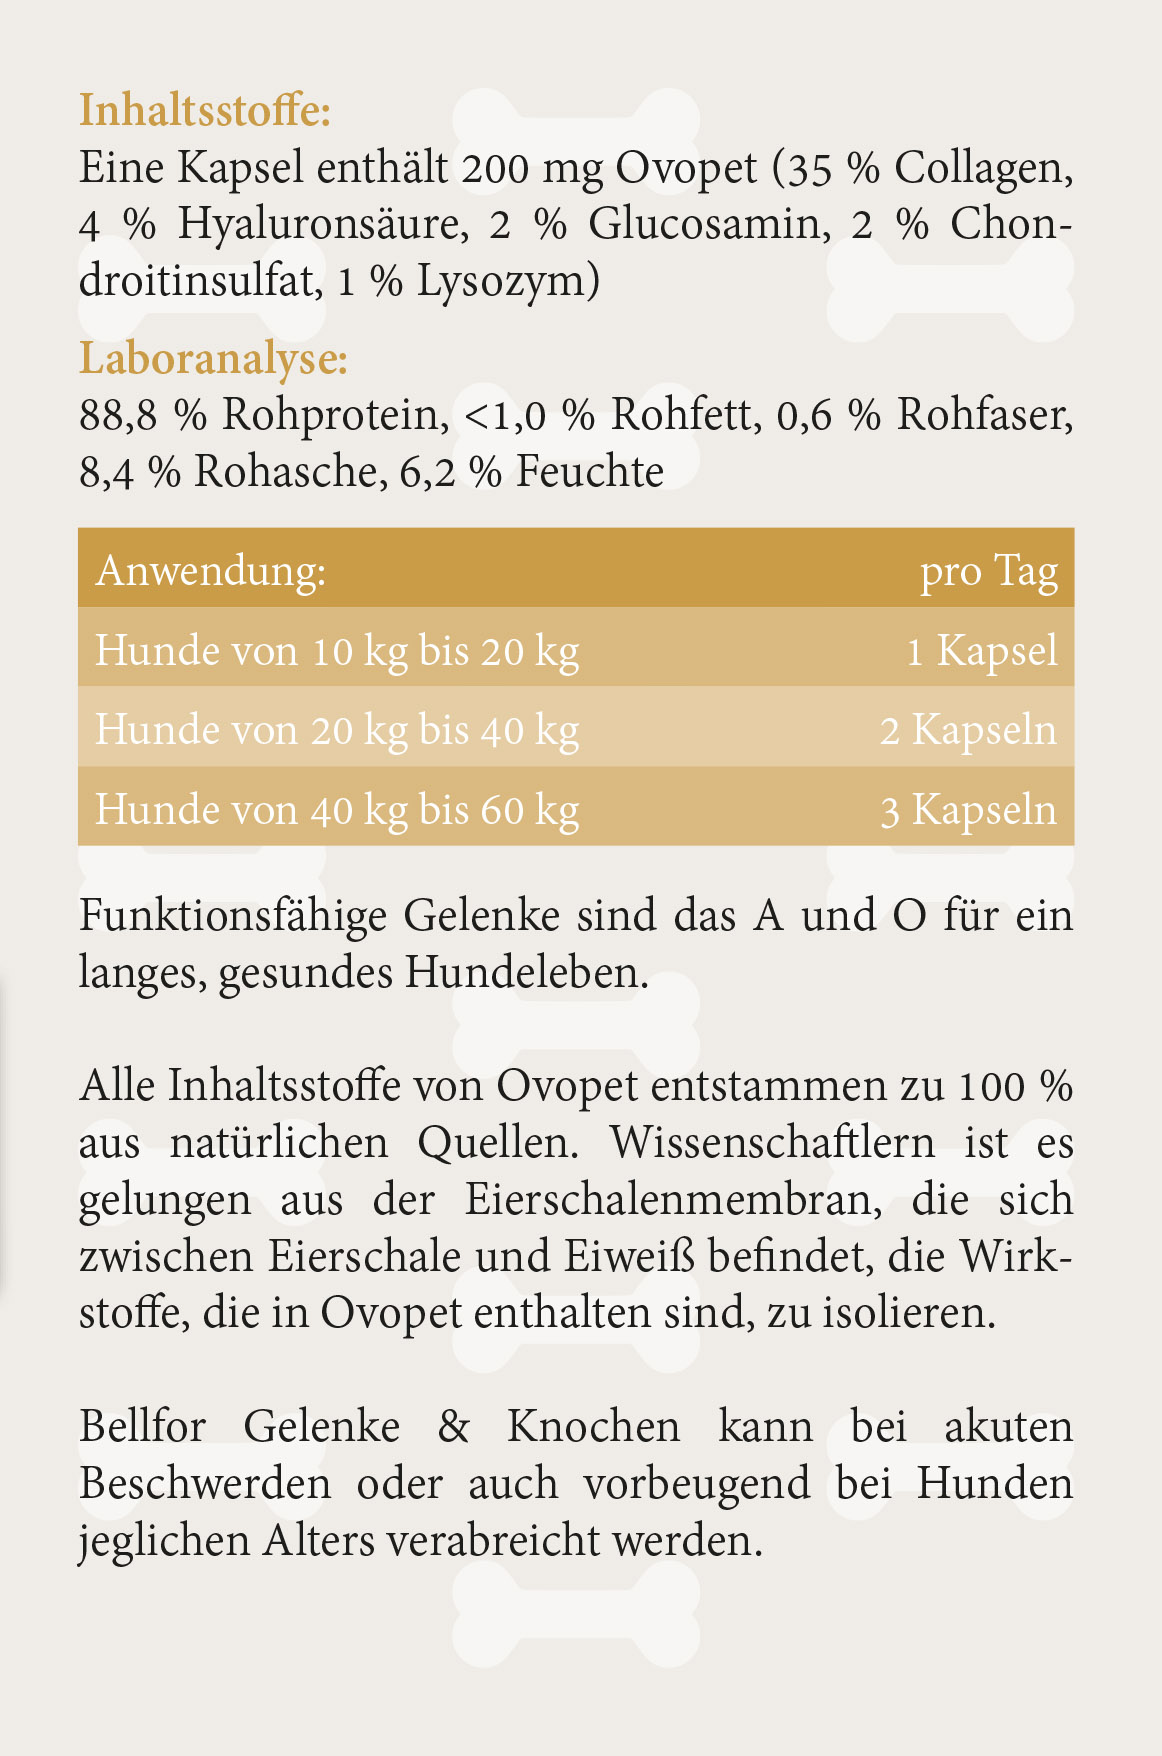 Inhaltsstoffe:
Eine Kapsel enthält 200 mg Ovopet (35 % Collagen,
4 % Hyaluronsäure, 2 % Glucosamin, 2 % Chon-
droitinsulfat, 1 % Lysozym)
Laboranalyse:
88,8 % Rohprotein, <1,0 % Rohfett, 0,6 % Rohfaser,
8,4 % Rohasche, 6,2 % Feuchte
Anwendung: pro Tag
Hunde von 10 kg bis 20 kg 1 Kapsel
Hunde von 20 kg bis 40 kg 2 Kapseln
Hunde von 40 kg bis 60 kg 3 Kapseln
Funktionsfähige Gelenke sind das A und O für ein
langes, gesundes Hundeleben.
Alle Inhaltsstoffe von Ovopet entstammen zu 100 %
aus natürlichen Quellen. Wissenschaftlern ist es
gelungen aus der Eierschalenmembran, die sich
zwischen Eierschale und Eiweiß befindet, die Wirk-
stoffe, die in Ovopet enthalten sind, zu isolieren.
Bellfor Gelenke & Knochen kann bei akuten
Beschwerden oder auch vorbeugend bei Hunden
jeglichen Alters verabreicht werden.